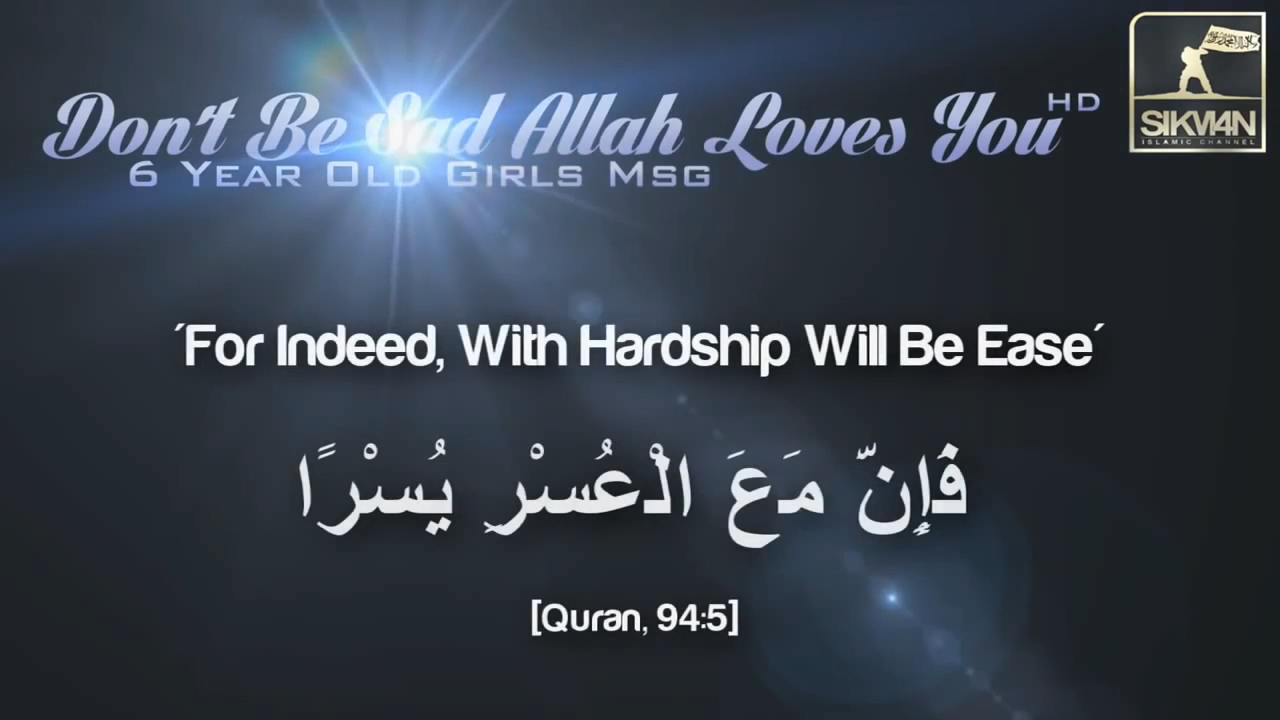 Don't Be Sad Allah Loves You HD
6 Year Old Girls Msg
SIKVVI4N
ISLAMIC CHANNEL
´For Indeed, With Hardship Will Be Ease´
فَإِنّ مَعَ الْعُسْرِ يُسْرًا
[Quran, 94:5]